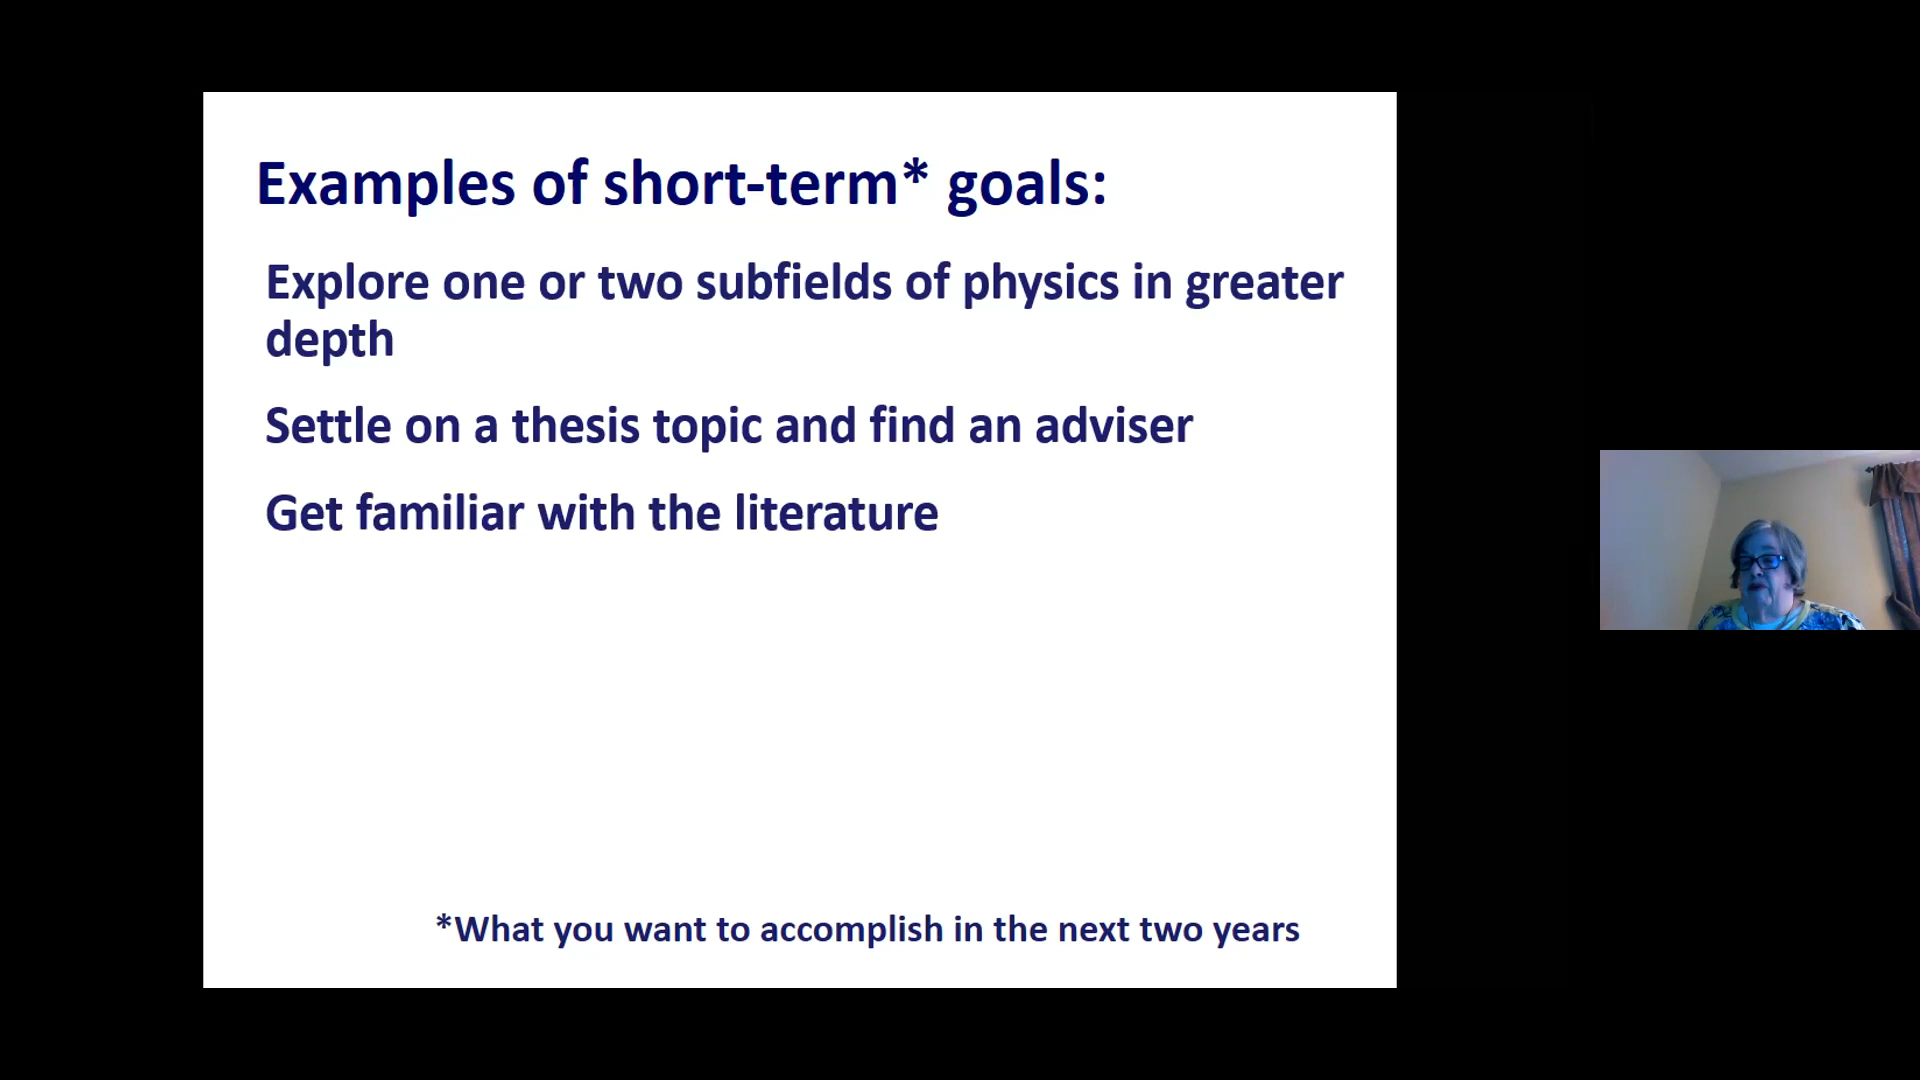 Examples of short-term* goals:
Explore one or two subfields of physics in greater
depth
Settle on a thesis topic and find an adviser
Get familiar with the literature
*What you want to accomplish in the next two years